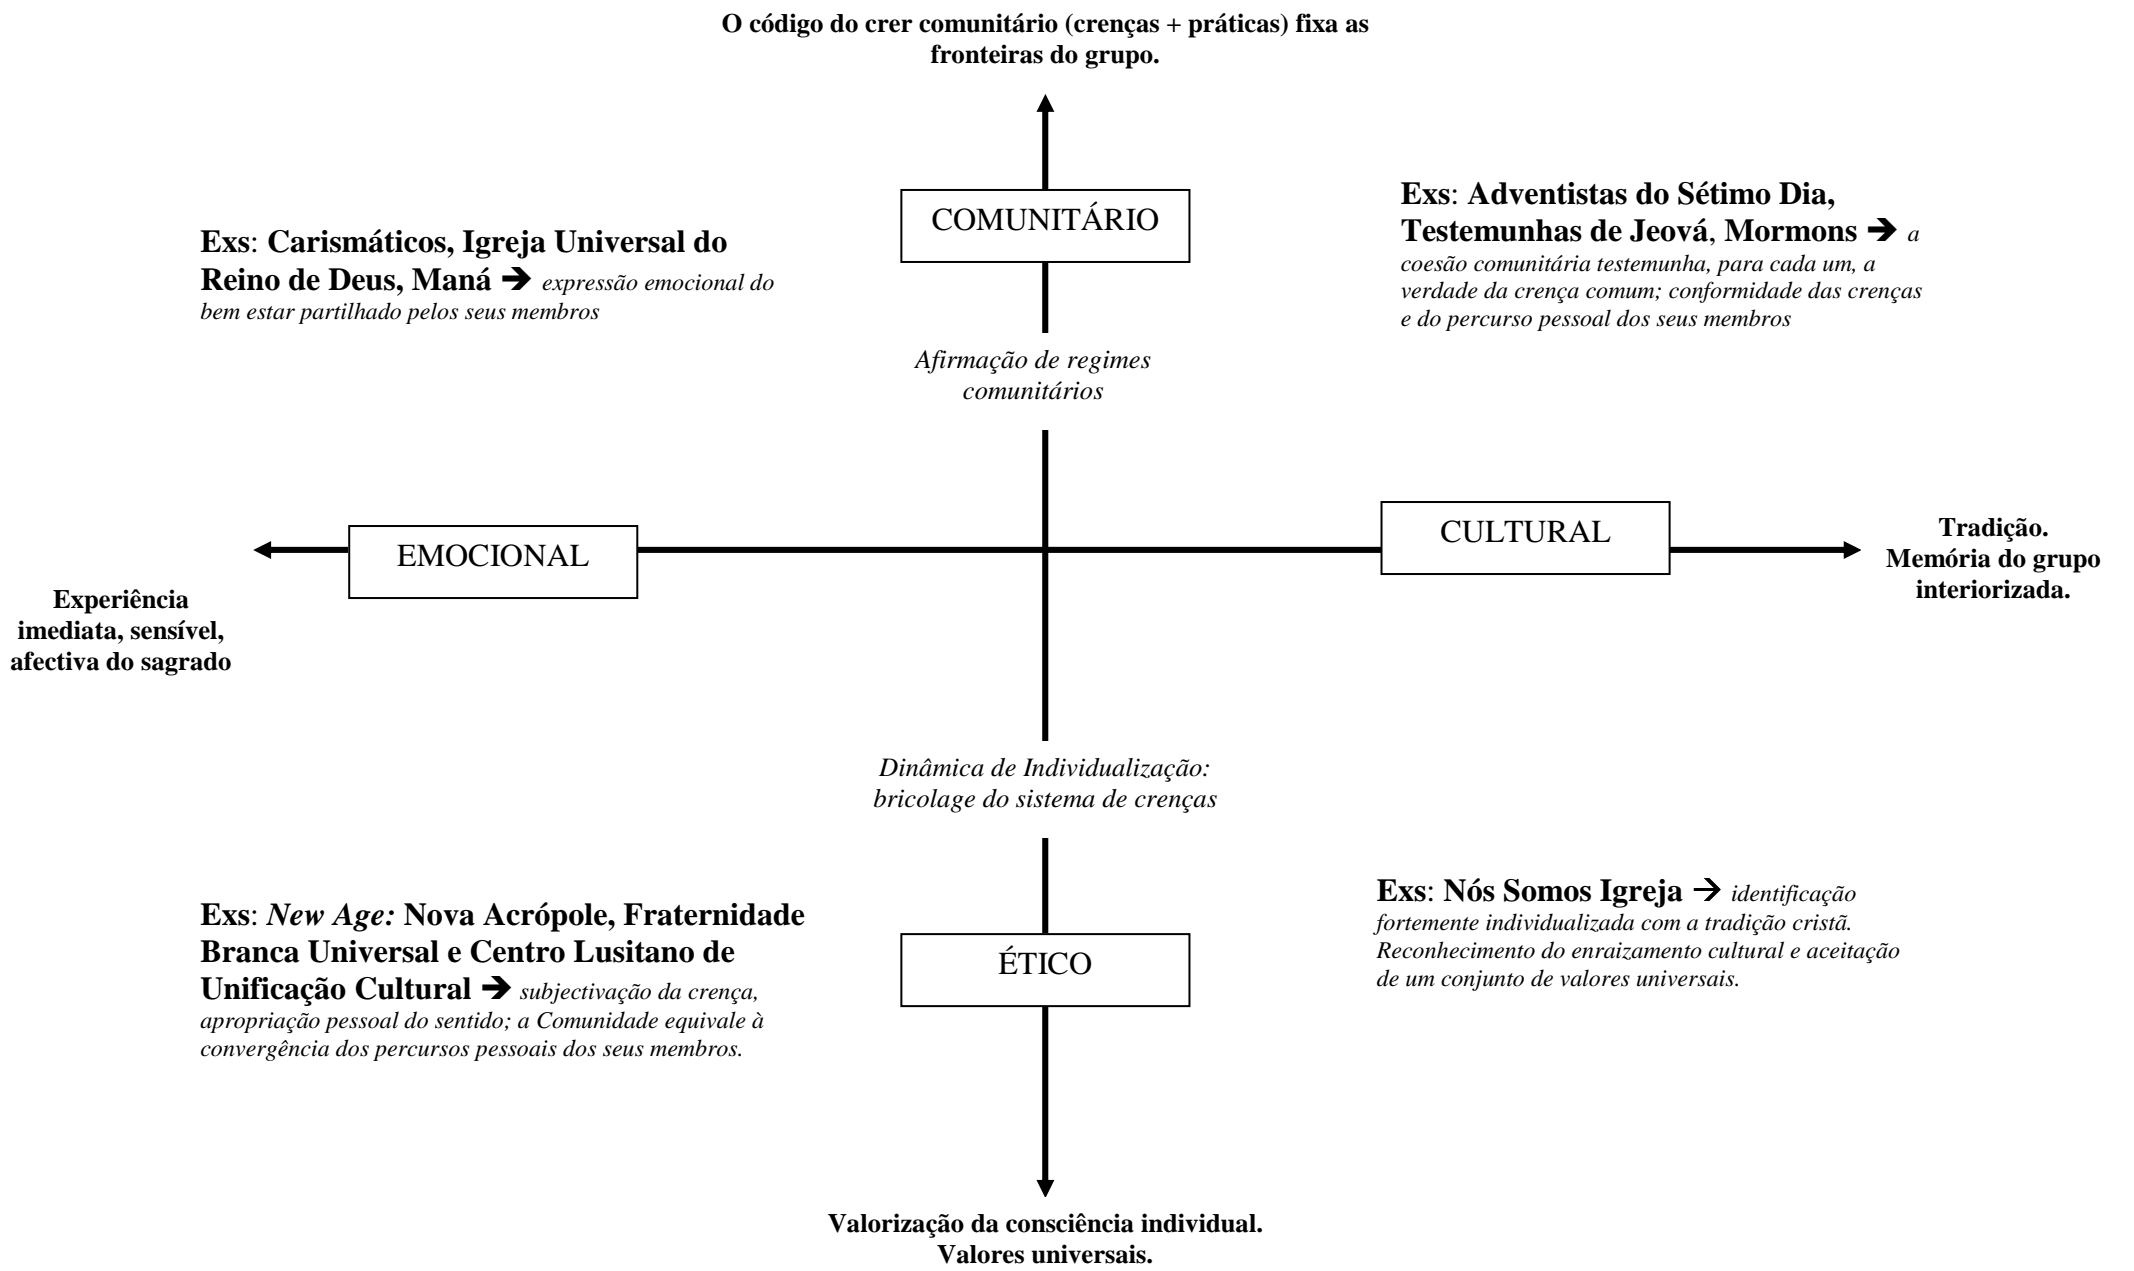 O código do crer comunitário (crenças + práticas) fixa as
fronteiras do grupo.
COMUNITÁRIO
Exs: Carismáticos, Igreja Universal do
Reino de Deus, Maná ➔ expressão emocional do
bem estar partilhado pelos seus membros
Exs: Adventistas do Sétimo Dia,
Testemunhas de Jeová, Mormons ➔ a
coesão comunitária testemunha, para cada um, a
verdade da crença comum; conformidade das crenças
e do percurso pessoal dos seus membros
Afirmação de regimes
comunitários
EMOCIONAL
CULTURAL
Experiência
imediata, sensível,
afectiva do sagrado
Tradição.
Memória do grupo
interiorizada.
Dinâmica de Individualização:
bricolage do sistema de crenças
Exs: New Age: Nova Acrópole, Fraternidade
Branca Universal e Centro Lusitano de
Unificação Cultural ➔ subjectivação da crença,
apropriação pessoal do sentido; a Comunidade equivale à
convergência dos percursos pessoais dos seus membros.
ÉTICO
Exs: Nós Somos Igreja → identificação
fortemente individualizada com a tradição cristã.
Reconhecimento do enraizamento cultural e aceitação
de um conjunto de valores universais.
Valorização da consciência individual.
Valores universais.